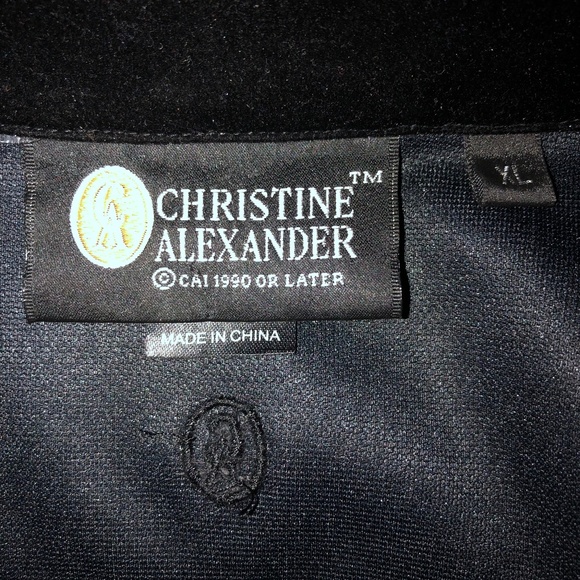 CHRISTINE™
ALEXANDER
© CAI 1990 OR LATER
MADE IN CHINA
XL